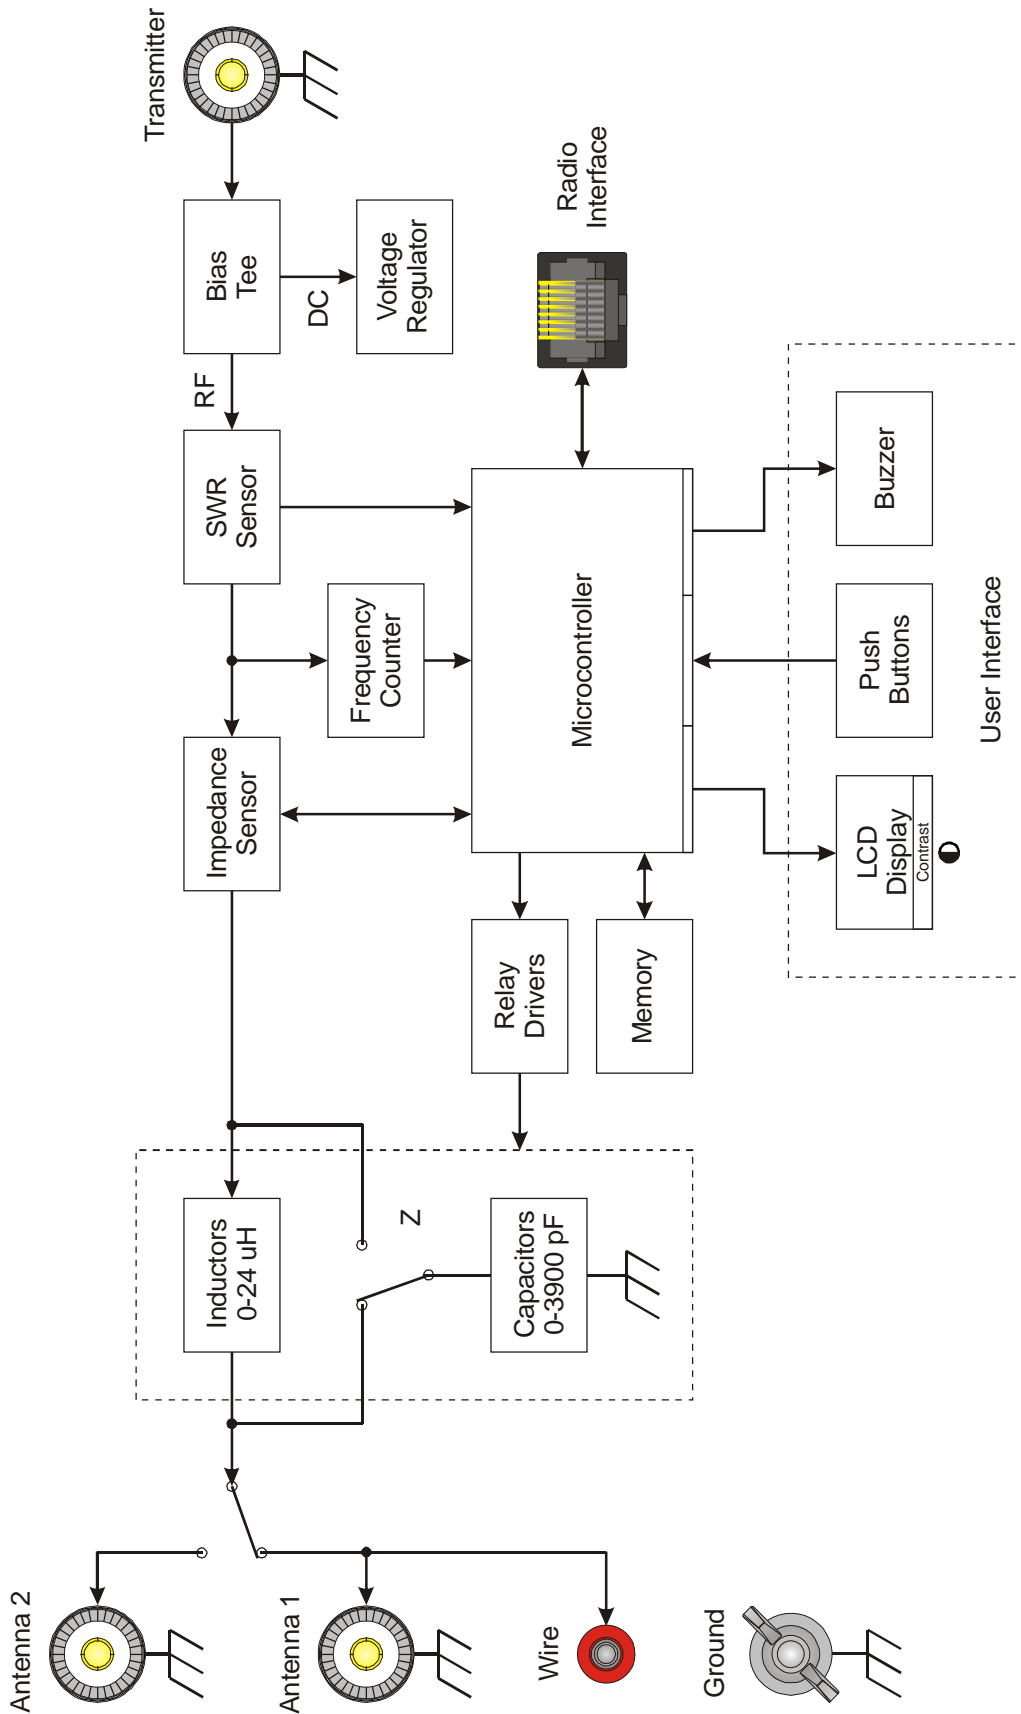 Antenna 2
Antenna 1
Wire
Ground
Inductors
0-24 uH
Z
Capacitors
0-3900 pF
Relay
Drivers
Memory
Impedance
Sensor
Frequency
Counter
Microcontroller
SWR
Sensor
RF
Bias
Tee
DC
Voltage
Regulator
Transmitter
Radio
Interface
LCD
Display
Contrast
Push
Buttons
Buzzer
User Interface